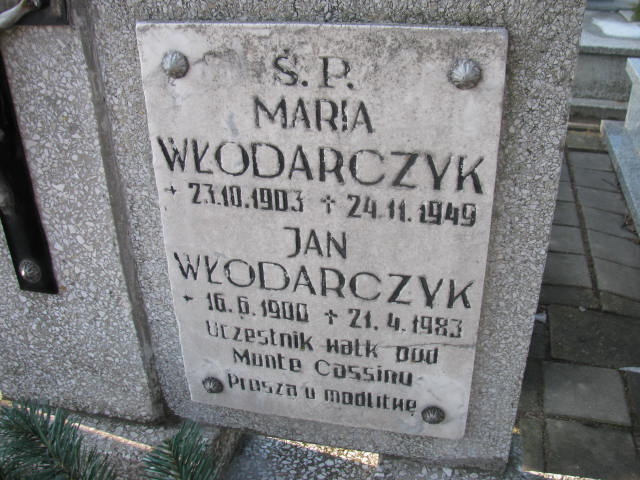 Ś. P.
MARIA
WŁODARCZYK
* 23.10.1903 † 24.11.1949
JAN
WŁODARCZYK
* 16.6.1900 † 21.4.1983
Uczestnik walk pod
Monte Cassino
Proszą o modlitwę